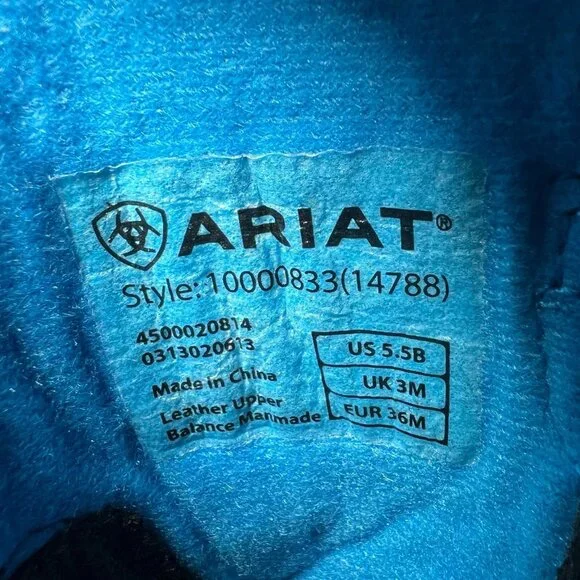 ARIAT®
Style: 10000833(14788)
4500020814
0313020613
Made in China
Leather Upper
Balance Manmade
US 5.5B
UK 3M
EUR 36M